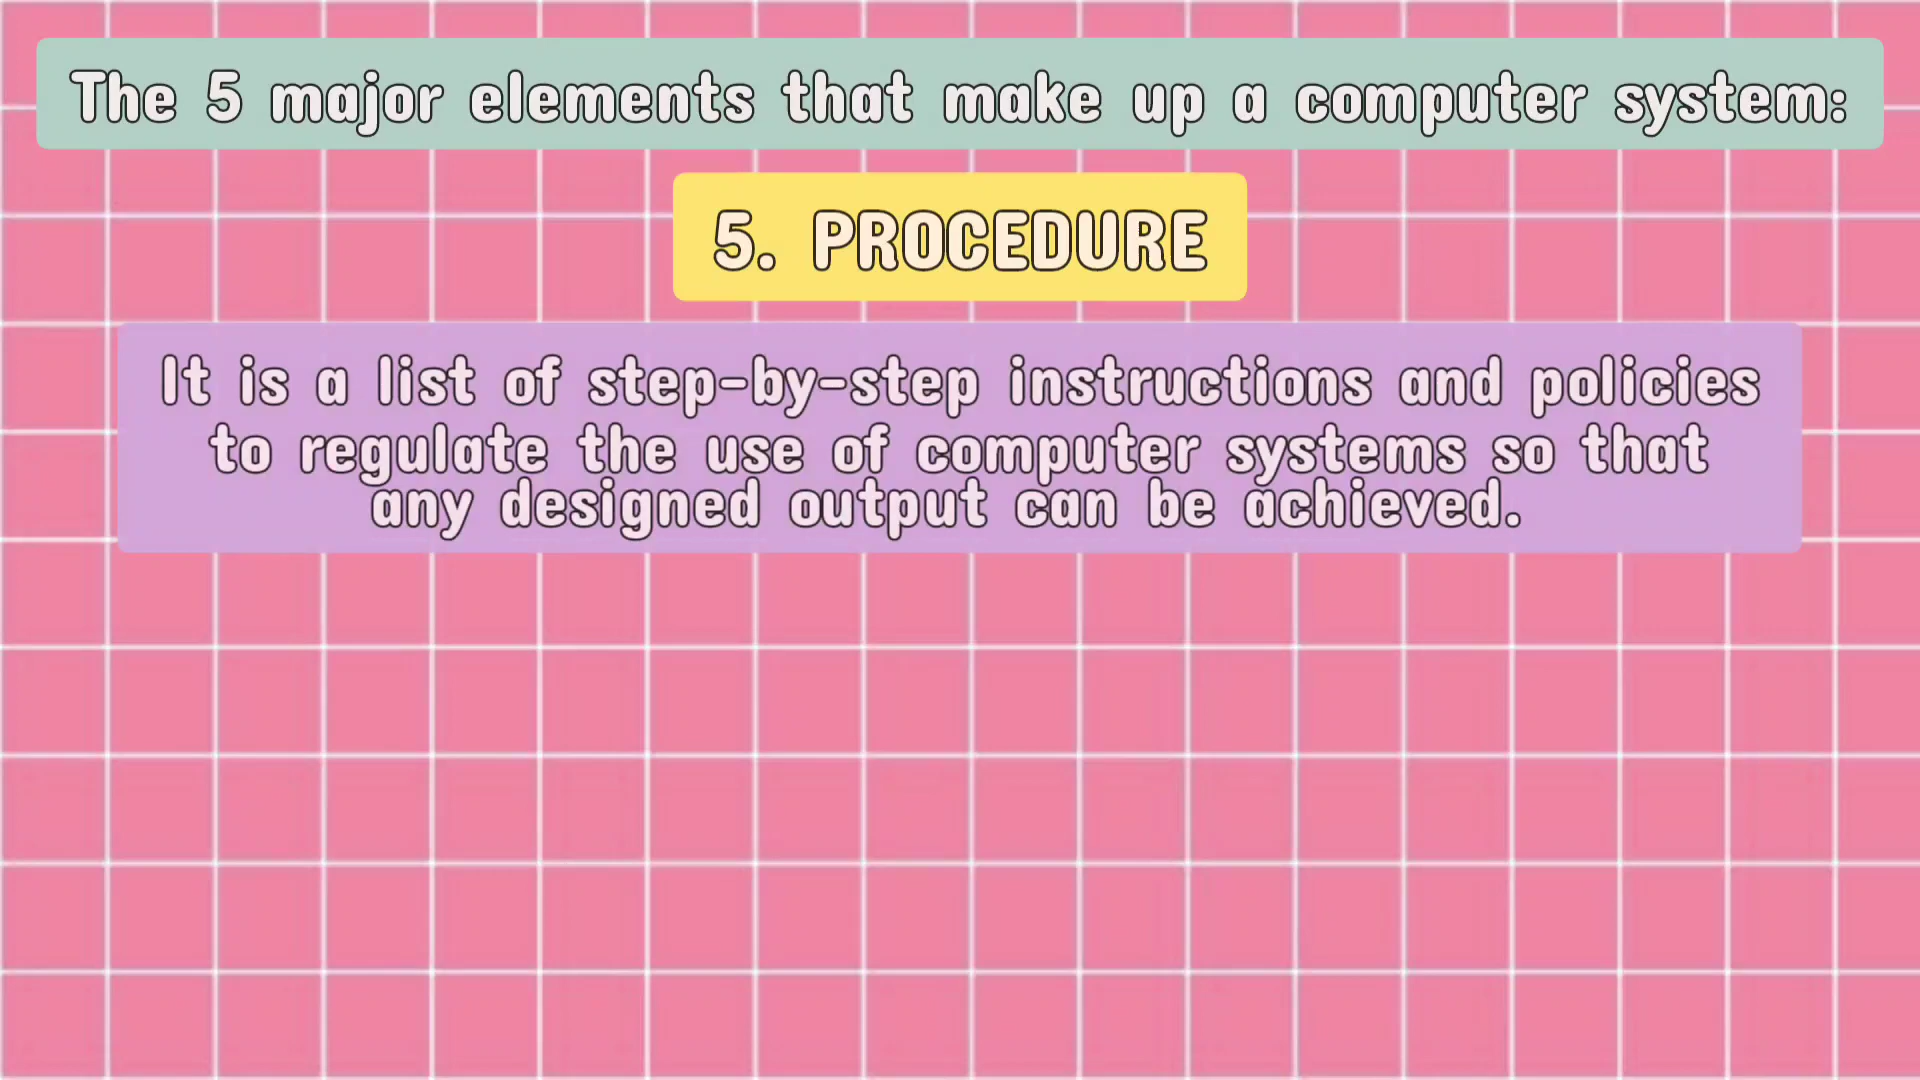 The 5 major elements that make up a computer system:
5. PROCEDURE
It is a list of step-by-step instructions and policies
to regulate the use of computer systems so that
any designed output can be achieved.